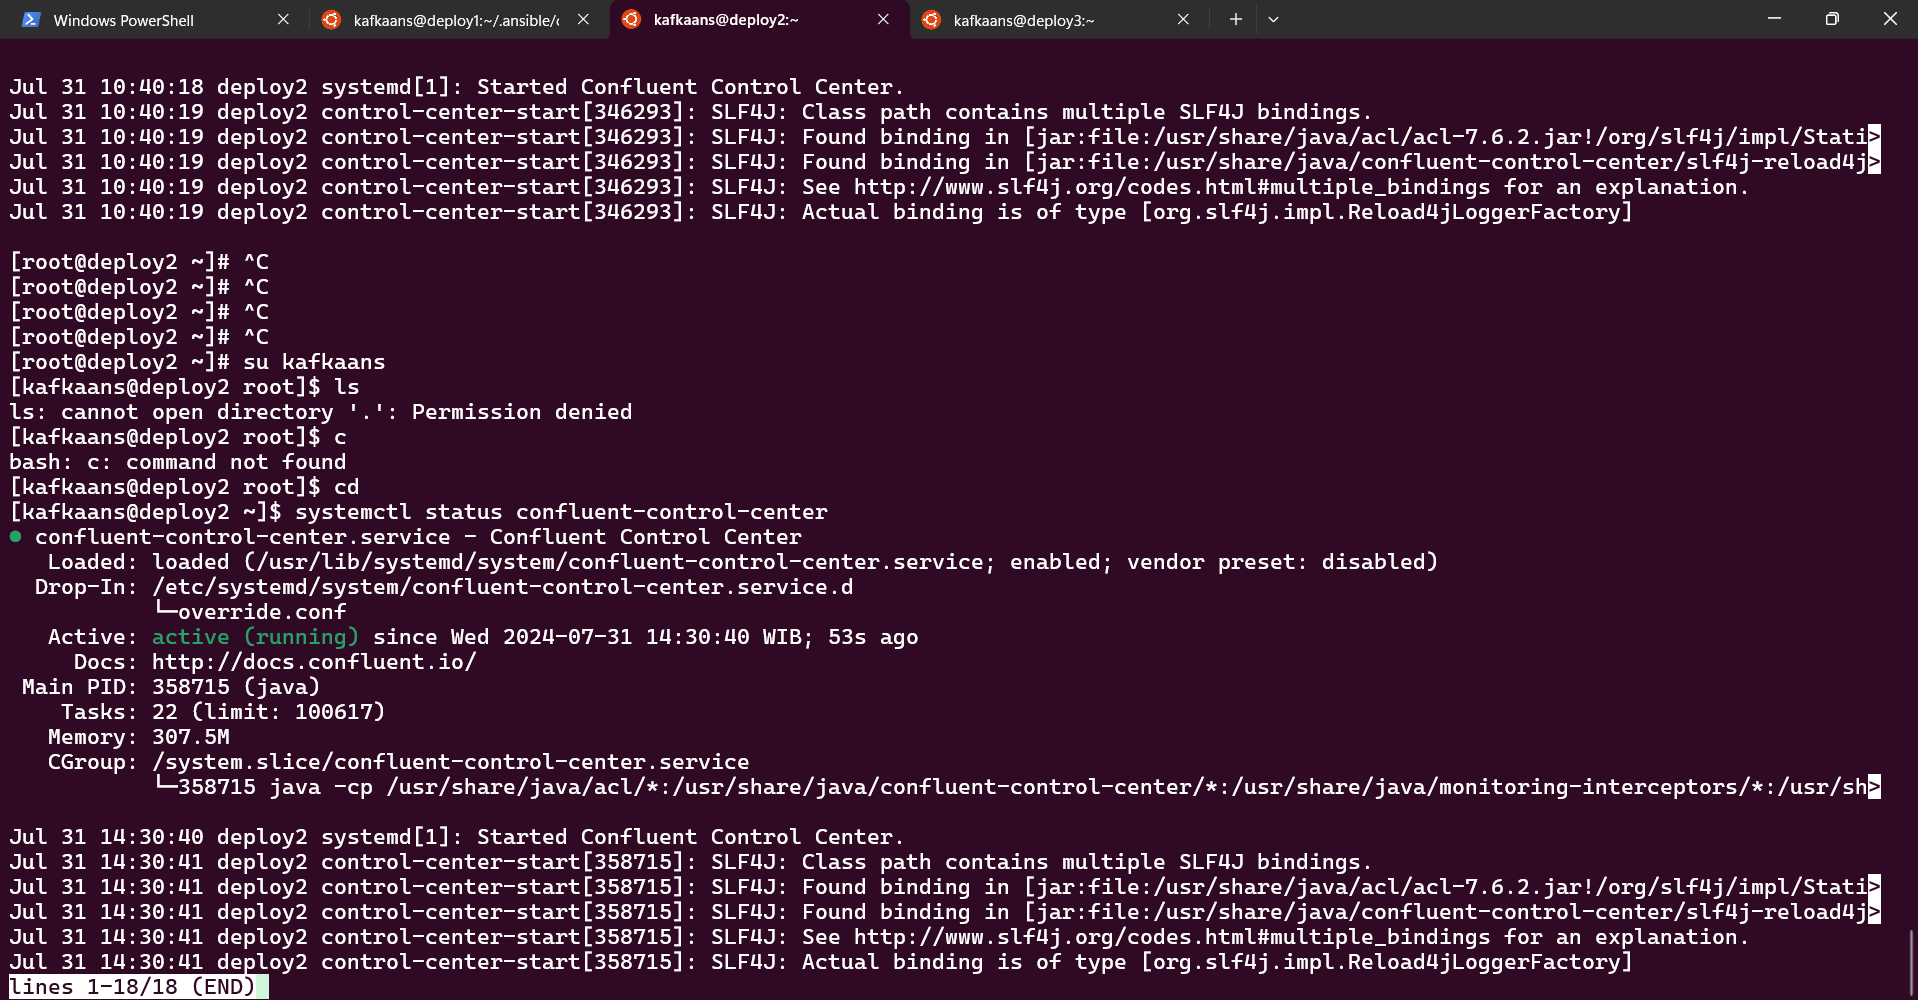 Windows PowerShell
kafkaans@deploy1:~/.ansible/c
kafkaans@deploy2:~
kafkaans@deploy3:~
Jul 31 10:40:18 deploy2 systemd[1]: Started Confluent Control Center.
Jul 31 10:40:19 deploy2 control-center-start[346293]: SLF4J: Class path contains multiple SLF4J bindings.
Jul 31 10:40:19 deploy2 control-center-start[346293]: SLF4J: Found binding in [jar:file:/usr/share/java/acl/acl-7.6.2.jar!/org/slf4j/impl/Stati>
Jul 31 10:40:19 deploy2 control-center-start[346293]: SLF4J: Found binding in [jar:file:/usr/share/java/confluent-control-center/slf4j-reload4j>
Jul 31 10:40:19 deploy2 control-center-start[346293]: SLF4J: See http://www.slf4j.org/codes.html#multiple_bindings for an explanation.
Jul 31 10:40:19 deploy2 control-center-start[346293]: SLF4J: Actual binding is of type [org.slf4j.impl.Reload4jLoggerFactory]
[root@deploy2 ~]# ^C
[root@deploy2 ~]# ^C
[root@deploy2 ~]# ^C
[root@deploy2 ~]# ^C
[root@deploy2 ~]# su kafkaans
[kafkaans@deploy2 root]$ ls
ls: cannot open directory '.': Permission denied
[kafkaans@deploy2 root]$ c
bash: c: command not found
[kafkaans@deploy2 root]$ cd
[kafkaans@deploy2 ~]$ systemctl status confluent-control-center
● confluent-control-center.service - Confluent Control Center
Loaded: loaded (/usr/lib/systemd/system/confluent-control-center.service; enabled; vendor preset: disabled)
Drop-In: /etc/systemd/system/confluent-control-center.service.d
└─override.conf
Active: active (running) since Wed 2024-07-31 14:30:40 WIB; 53s ago
Docs: http://docs.confluent.io/
Main PID: 358715 (java)
Tasks: 22 (limit: 100617)
Memory: 307.5M
CGroup: /system.slice/confluent-control-center.service
└─358715 java -cp /usr/share/java/acl/*:/usr/share/java/confluent-control-center/*:/usr/share/java/monitoring-interceptors/*:/usr/sh>
Jul 31 14:30:40 deploy2 systemd[1]: Started Confluent Control Center.
Jul 31 14:30:41 deploy2 control-center-start[358715]: SLF4J: Class path contains multiple SLF4J bindings.
Jul 31 14:30:41 deploy2 control-center-start[358715]: SLF4J: Found binding in [jar:file:/usr/share/java/acl/acl-7.6.2.jar!/org/slf4j/impl/Stati>
Jul 31 14:30:41 deploy2 control-center-start[358715]: SLF4J: Found binding in [jar:file:/usr/share/java/confluent-control-center/slf4j-reload4j>
Jul 31 14:30:41 deploy2 control-center-start[358715]: SLF4J: See http://www.slf4j.org/codes.html#multiple_bindings for an explanation.
Jul 31 14:30:41 deploy2 control-center-start[358715]: SLF4J: Actual binding is of type [org.slf4j.impl.Reload4jLoggerFactory]
lines 1-18/18 (END)